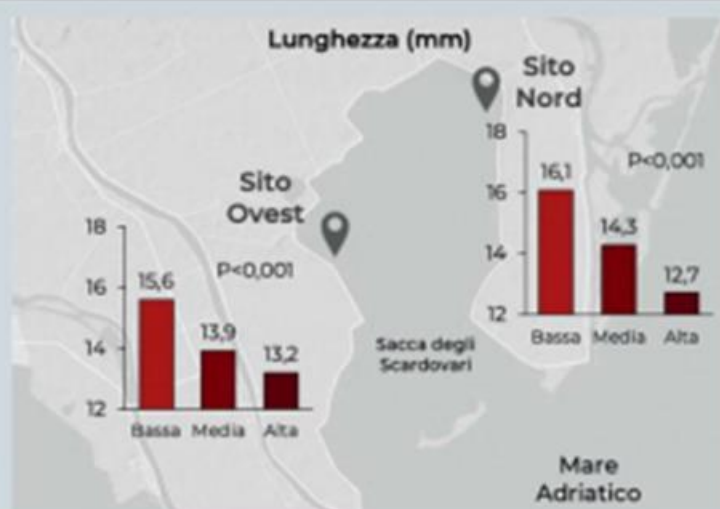 Lunghezza (mm)
Sito
Nord
18
16
14
12
P<0,001
16,1
14,3
12,7
Bassa Media Alta
Sito
Ovest
18
16
14
12
P<0,001
15,6
13,9
13,2
Bassa Media Alta
Sacca degli
Scardovari
Mare
Adriatico